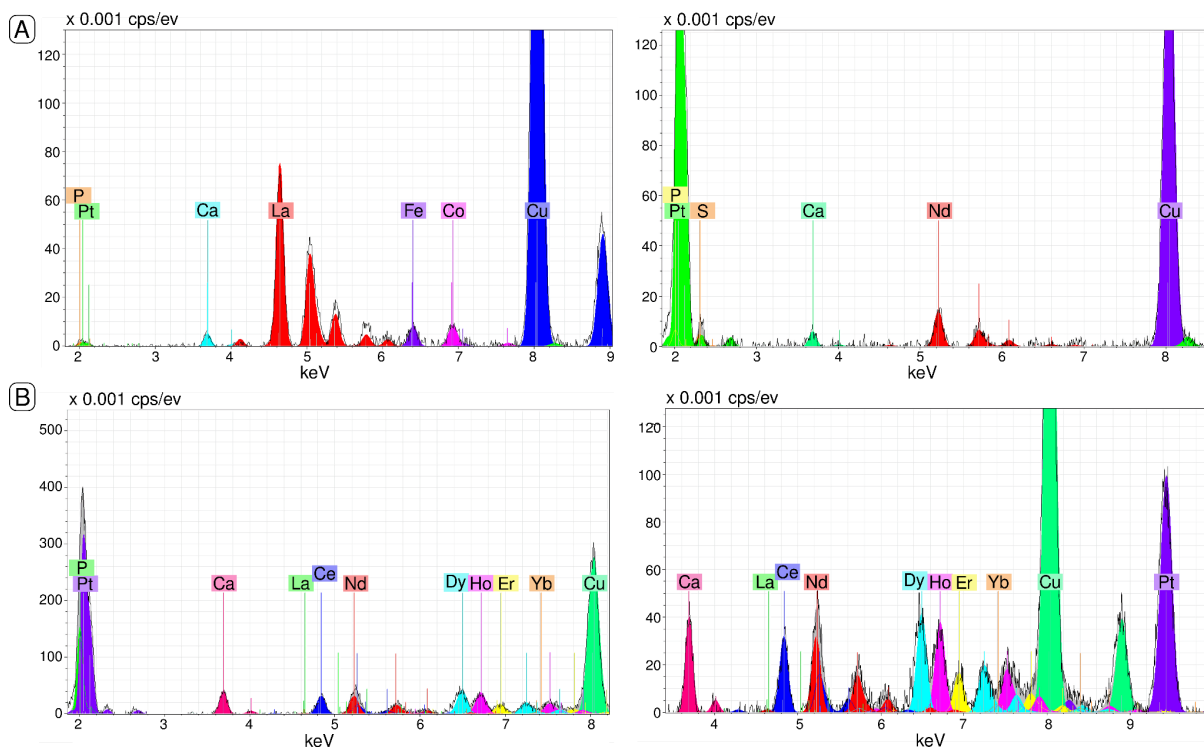 A
x 0.001 cps/ev
120
100
80
60
40
20
0
P
Pt
Ca
La
Fe
Co
Cu
2 3 4 5 6 7 8 9
keV
x 0.001 cps/ev
120
100
80
60
40
20
0
P
Pt
S
Ca
Nd
Cu
2 3 4 5 6 7 8
keV
B
x 0.001 cps/ev
500
400
300
200
100
0
P
Pt
Ca
La
Ce
Nd
Dy
Ho
Er
Yb
Cu
2 3 4 5 6 7 8
keV
x 0.001 cps/ev
120
100
80
60
40
20
0
Ca
La
Ce
Nd
Dy
Ho
Er
Yb
Cu
Pt
4 5 6 7 8 9
keV